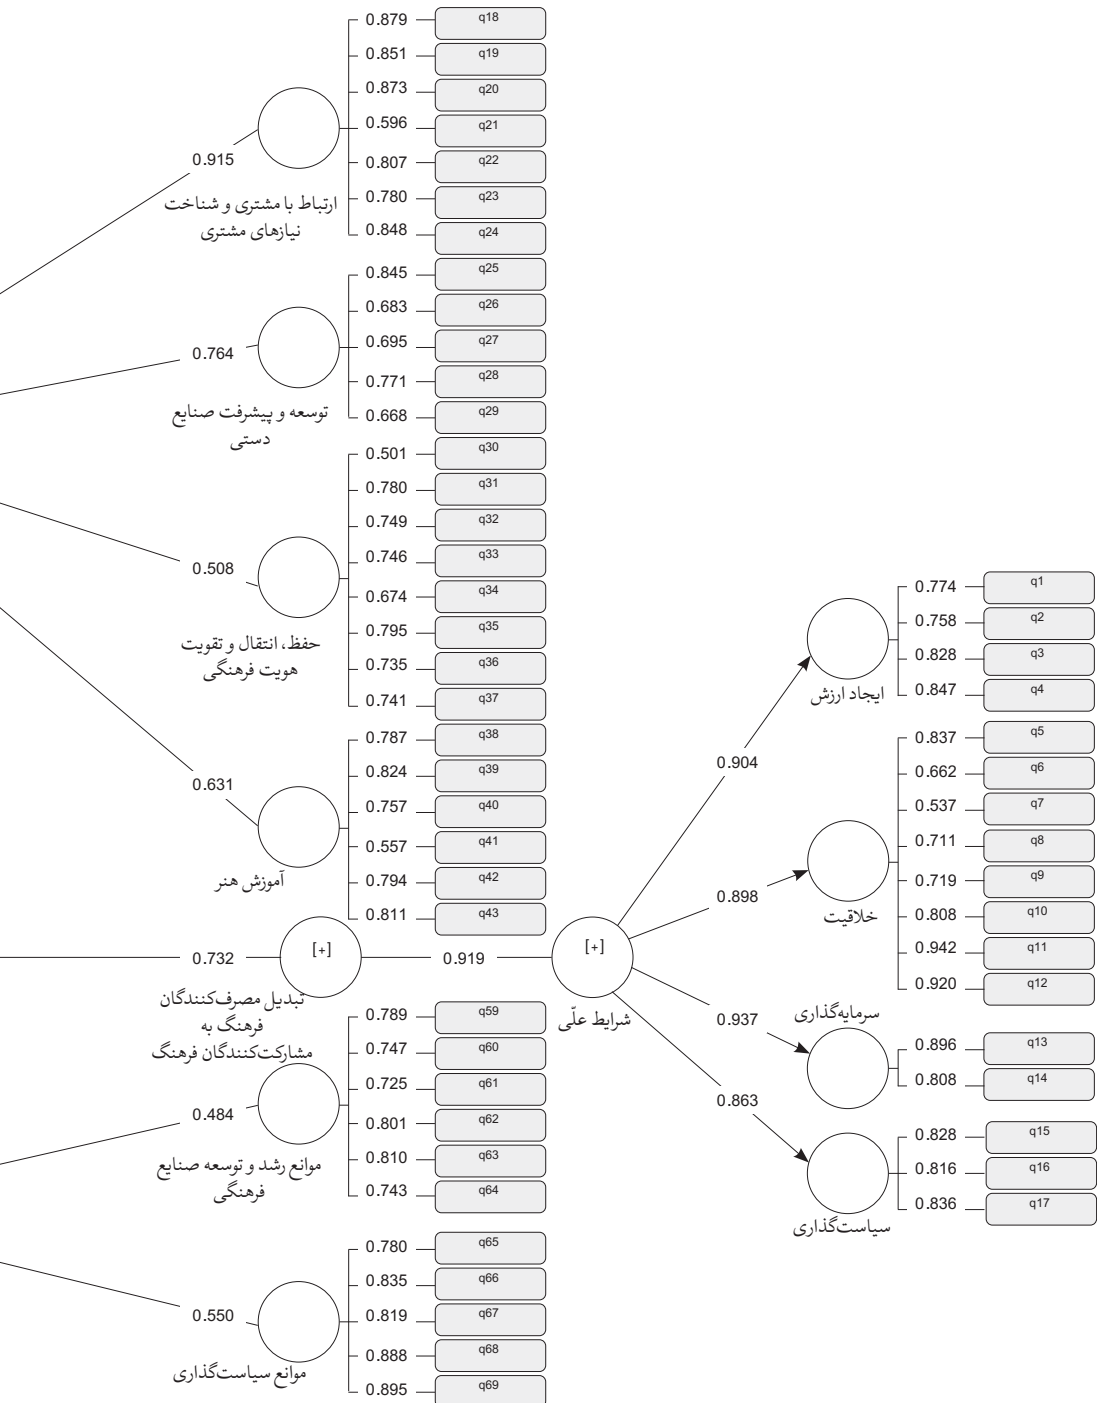 0.879 q18
0.851 q19
0.873 q20
0.596 q21
0.807 q22
0.780 q23
0.848 q24
0.915
ارتباط با مشتری و شناخت
نیازهای مشتری
0.845 q25
0.683 q26
0.695 q27
0.771 q28
0.668 q29
0.764
توسعه و پیشرفت صنایع
دستی
0.501 q30
0.780 q31
0.749 q32
0.746 q33
0.674 q34
0.795 q35
0.735 q36
0.741 q37
0.508
حفظ، انتقال و تقویت
هویت فرهنگی
0.787 q38
0.824 q39
0.757 q40
0.557 q41
0.794 q42
0.811 q43
0.631
آموزش هنر
0.732
[+]
0.919
[+]
تبدیل مصرف‌کنندگان
فرهنگ به
مشارکت‌کنندگان فرهنگ
شرایط علّی
0.789 q59
0.747 q60
0.725 q61
0.801 q62
0.810 q63
0.743 q64
0.484
موانع رشد و توسعه صنایع
فرهنگی
0.780 q65
0.835 q66
0.819 q67
0.888 q68
0.895 q69
0.550
موانع سیاست‌گذاری
0.774 q1
0.758 q2
0.828 q3
0.847 q4
ایجاد ارزش
0.904
0.837 q5
0.662 q6
0.537 q7
0.711 q8
0.719 q9
0.808 q10
0.942 q11
0.920 q12
0.898
خلاقیت
سرمایه‌گذاری
0.937
0.896 q13
0.808 q14
0.863
0.828 q15
0.816 q16
0.836 q17
سیاست‌گذاری